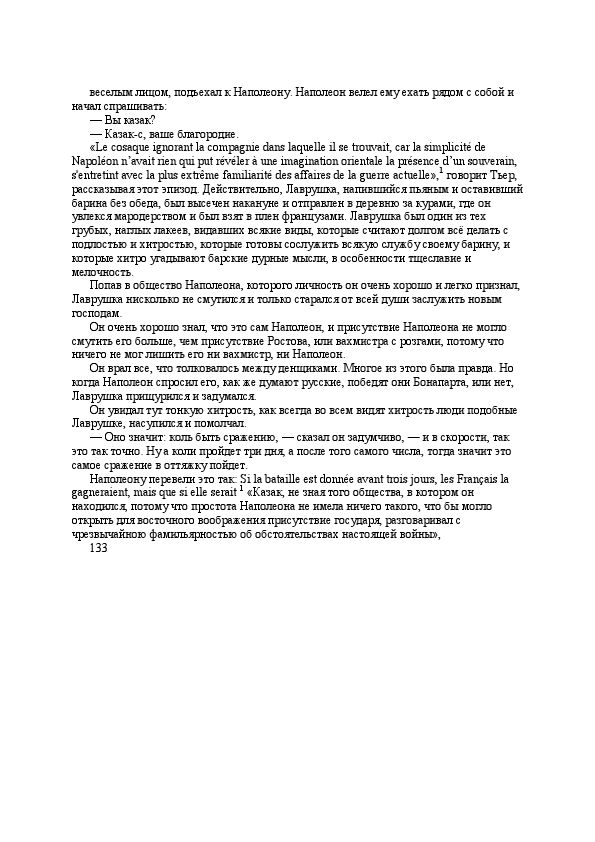 веселым лицом, подъехал к Наполеону. Наполеон велел ему ехать рядом с собой и
начал спрашивать:
— Вы казак?
— Казак-с, ваше благородие.
«Le cosaque ignorant la compagnie dans laquelle il se trouvait, car la simplicité de
Napoléon n’avait rien qui put révéler à une imagination orientale la présence d’un souverain,
s'entretint avec la plus extrême familiarité des affaires de la guerre actuelle»,1 говорит Тьер,
рассказывая этот эпизод. Действительно, Лаврушка, напившийся пьяным и оставивший
барина без обеда, был высечен накануне и отправлен в деревню за курами, где он
увлекся мародерством и был взят в плен французами. Лаврушка был один из тех
грубых, наглых лакеев, видавших всякие виды, которые считают долгом всё делать с
подлостью и хитростью, которые готовы сослужить всякую службу своему барину, и
которые хитро угадывают барские дурные мысли, в особенности тщеславие и
мелочность.
Попав в общество Наполеона, которого личность он очень хорошо и легко признал,
Лаврушка нисколько не смутился и только старался от всей души заслужить новым
господам.
Он очень хорошо знал, что это сам Наполеон, и присутствие Наполеона не могло
смутить его больше, чем присутствие Ростова, или вахмистра с розгами, потому что
ничего не мог лишить его ни вахмистр, ни Наполеон.
Он врал все, что толковалось между денщиками. Многое из этого была правда. Но
когда Наполеон спросил его, как же думают русские, победят они Бонапарта, или нет,
Лаврушка прищурился и задумался.
Он увидал тут тонкую хитрость, как всегда во всем видят хитрость люди подобные
Лаврушке, насупился и помолчал.
— Оно значит: коль быть сражению, — сказал он задумчиво, — и в скорости, так
это так точно. Ну а коли пройдет три дня, а после того самого числа, тогда значит это
самое сражение в оттяжку пойдет.
Наполеону перевели это так: Si la bataille est donnée avant trois jours, les Français la
gagneraient, mais que si elle serait 1 «Казак, не зная того общества, в котором он
находился, потому что простота Наполеона не имела ничего такого, что бы могло
открыть для восточного воображения присутствие государя, разговаривал с
чрезвычайною фамильярностью об обстоятельствах настоящей войны»,
133